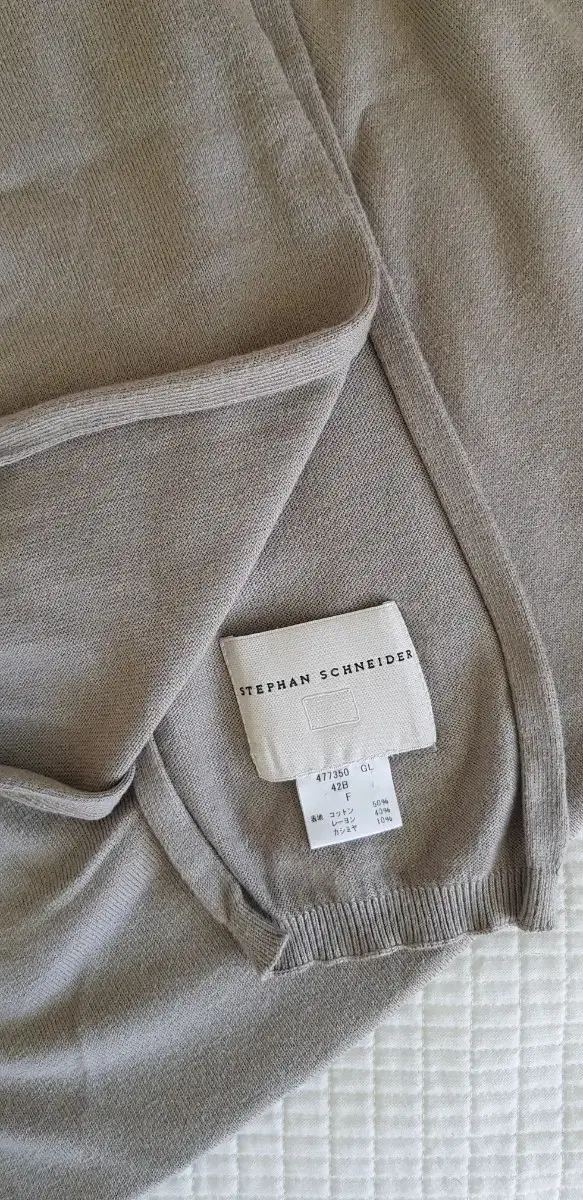 STEPHAN SCHNEIDER
477350 GL
42B
F
表地 コットン 50%
レーヨン 40%
カシミヤ 10%